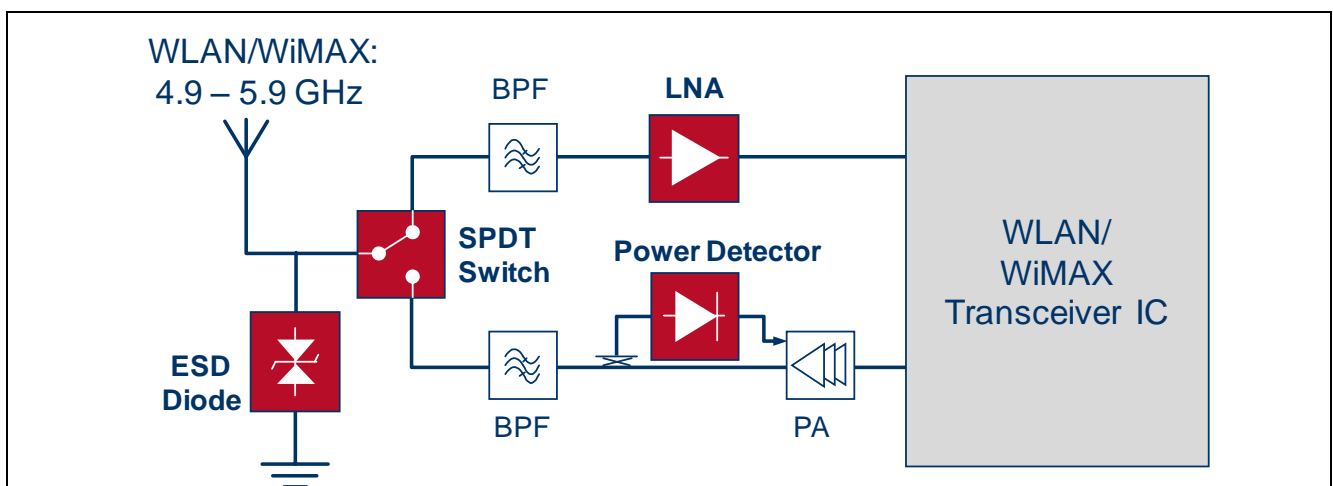 WLAN/WiMAX:
4.9 – 5.9 GHz
BPF
LNA
SPDT
Switch
Power Detector
WLAN/
WiMAX
Transceiver IC
ESD
Diode
BPF
PA